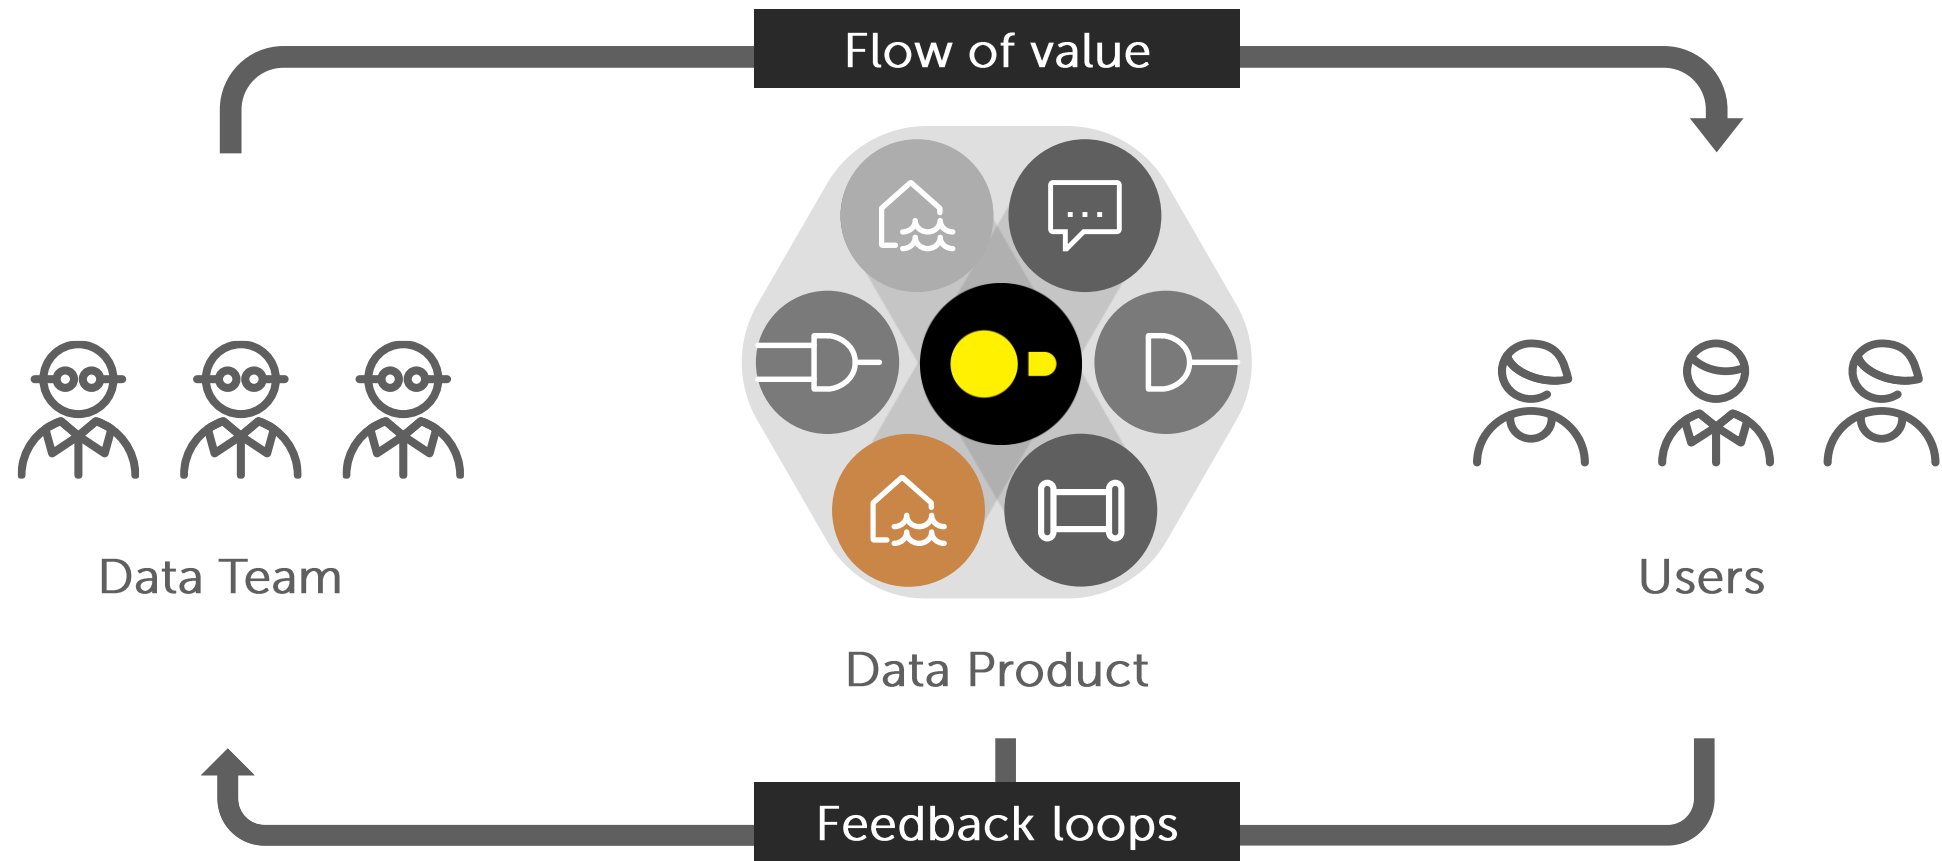 Flow of value
Data Team
Users
Data Product
Feedback loops